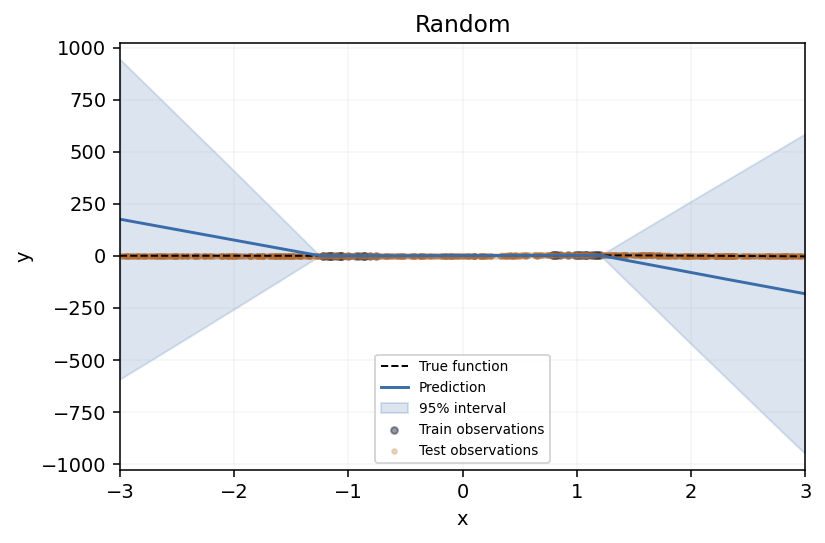 Random
1000
750
500
250
0
−250
−500
−750
−1000
y
−3
−2
−1
0
1
2
3
x
True function
Prediction
95% interval
Train observations
Test observations